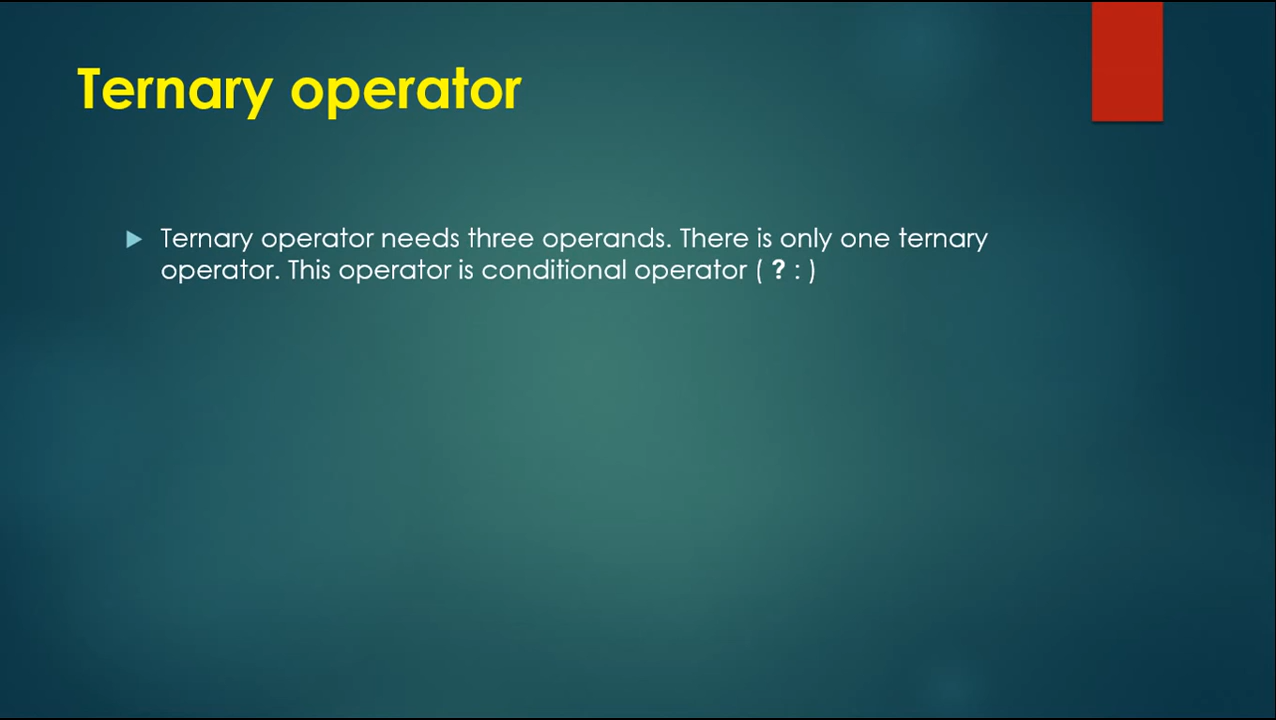 Ternary operator
Ternary operator needs three operands. There is only one ternary
operator. This operator is conditional operator ( ? : )